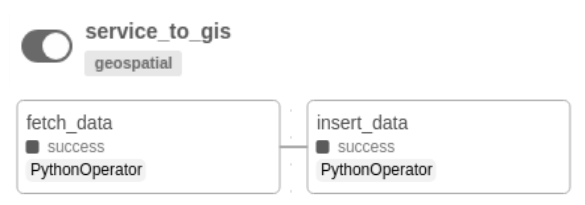 service_to_gis
geospatial
fetch_data
success
PythonOperator
insert_data
success
PythonOperator